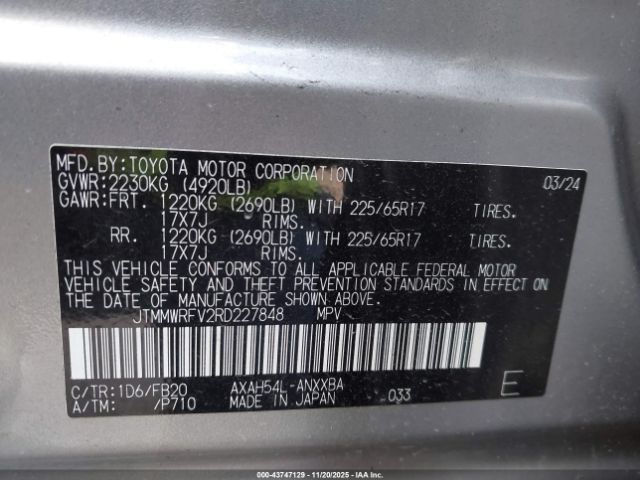 MFD.BY:TOYOTA MOTOR CORPORATION 03/24
GVWR:2230KG (4920LB)
GAWR:FRT. 1220KG (2690LB) WITH 225/65R17 TIRES.
17X7J RIMS.
RR. 1220KG (2690LB) WITH 225/65R17 TIRES.
17X7J RIMS.
THIS VEHICLE CONFORMS TO ALL APPLICABLE FEDERAL MOTOR
VEHICLE SAFETY AND THEFT PREVENTION STANDARDS IN EFFECT ON
THE DATE OF MANUFACTURE SHOWN ABOVE.
JTMMWRFV2RD227848 MPV
C/TR:1D6/FB20 AXAH54L-ANXXBA E
A/TM: /P710 MADE IN JAPAN 033
000-43747129 - 11/20/2025 - IAAI.COM